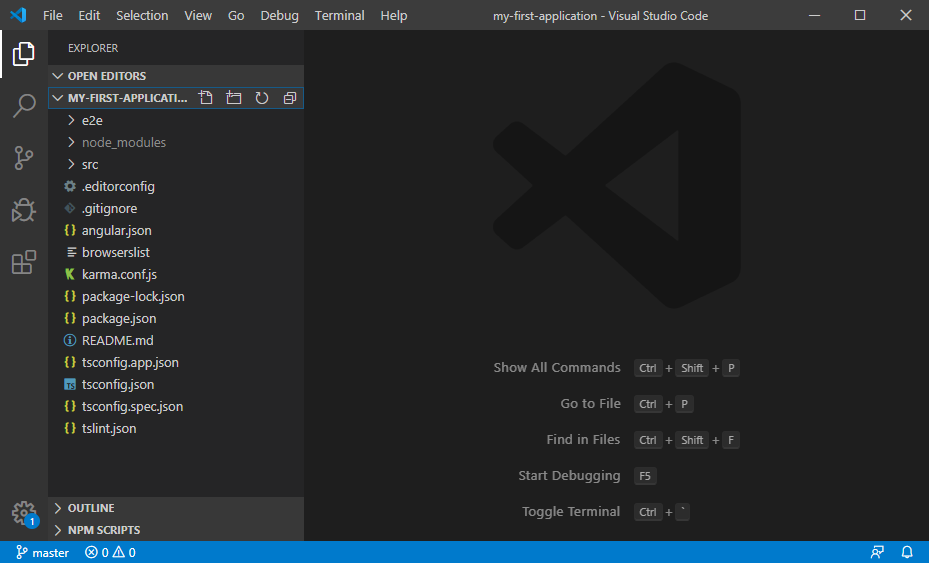 File Edit Selection View Go Debug Terminal Help my-first-application - Visual Studio Code
EXPLORER
OPEN EDITORS
MY-FIRST-APPLICATI...
e2e
node_modules
src
.editorconfig
.gitignore
{} angular.json
browserslist
karma.conf.js
{} package-lock.json
{} package.json
README.md
{} tsconfig.app.json
TS tsconfig.json
{} tsconfig.spec.json
{} tslint.json
Show All Commands Ctrl + Shift + P
Go to File Ctrl + P
Find in Files Ctrl + Shift + F
Start Debugging F5
Toggle Terminal Ctrl + `
OUTLINE
1
NPM SCRIPTS
master 0 0